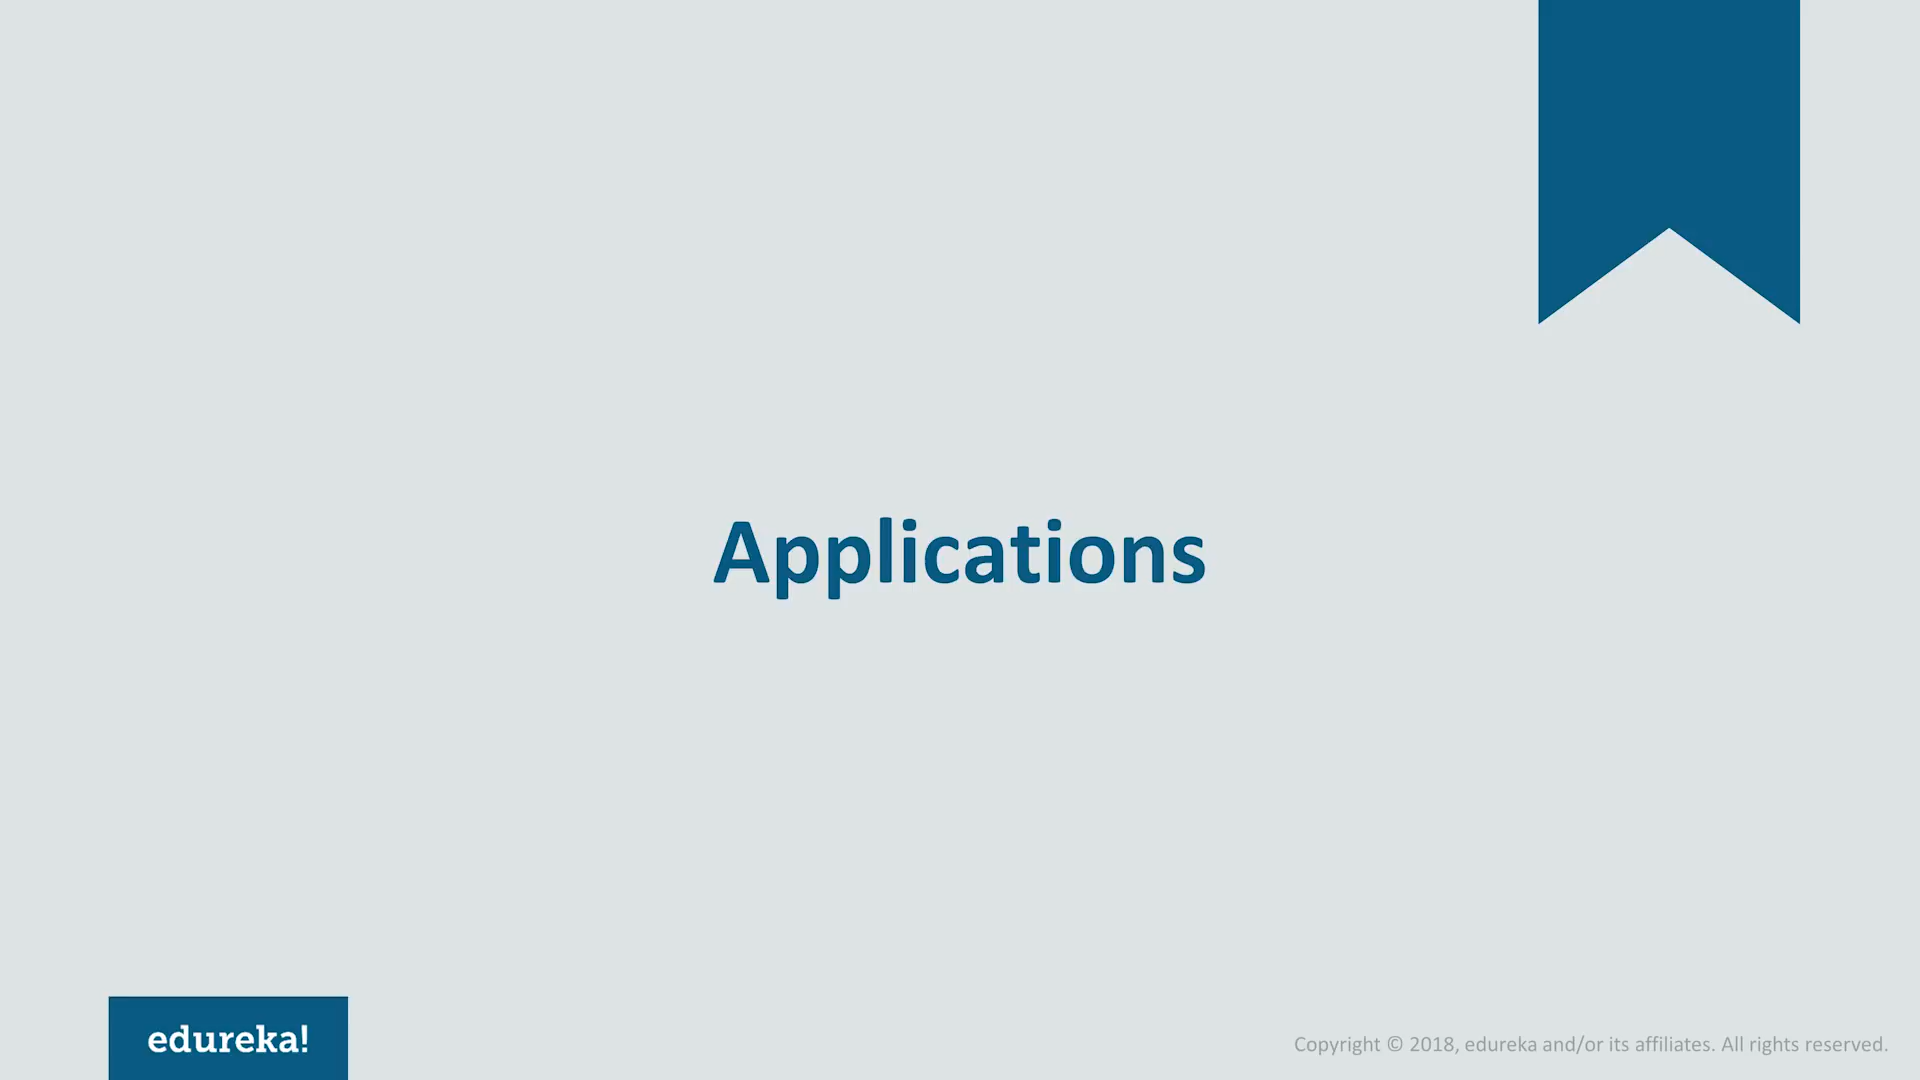 Applications
edureka!
Copyright © 2018, edureka and/or its affiliates. All rights reserved.